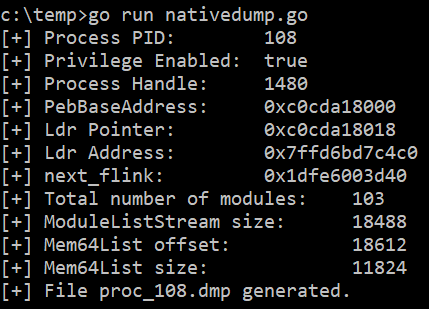 c:\temp>go run nativedump.go
[+] Process PID: 108
[+] Privilege Enabled: true
[+] Process Handle: 1480
[+] PebBaseAddress: 0xc0cda18000
[+] Ldr Pointer: 0xc0cda18018
[+] Ldr Address: 0x7ffd6bd7c4c0
[+] next_flink: 0x1dfe6003d40
[+] Total number of modules: 103
[+] ModuleListStream size: 18488
[+] Mem64List offset: 18612
[+] Mem64List size: 11824
[+] File proc_108.dmp generated.